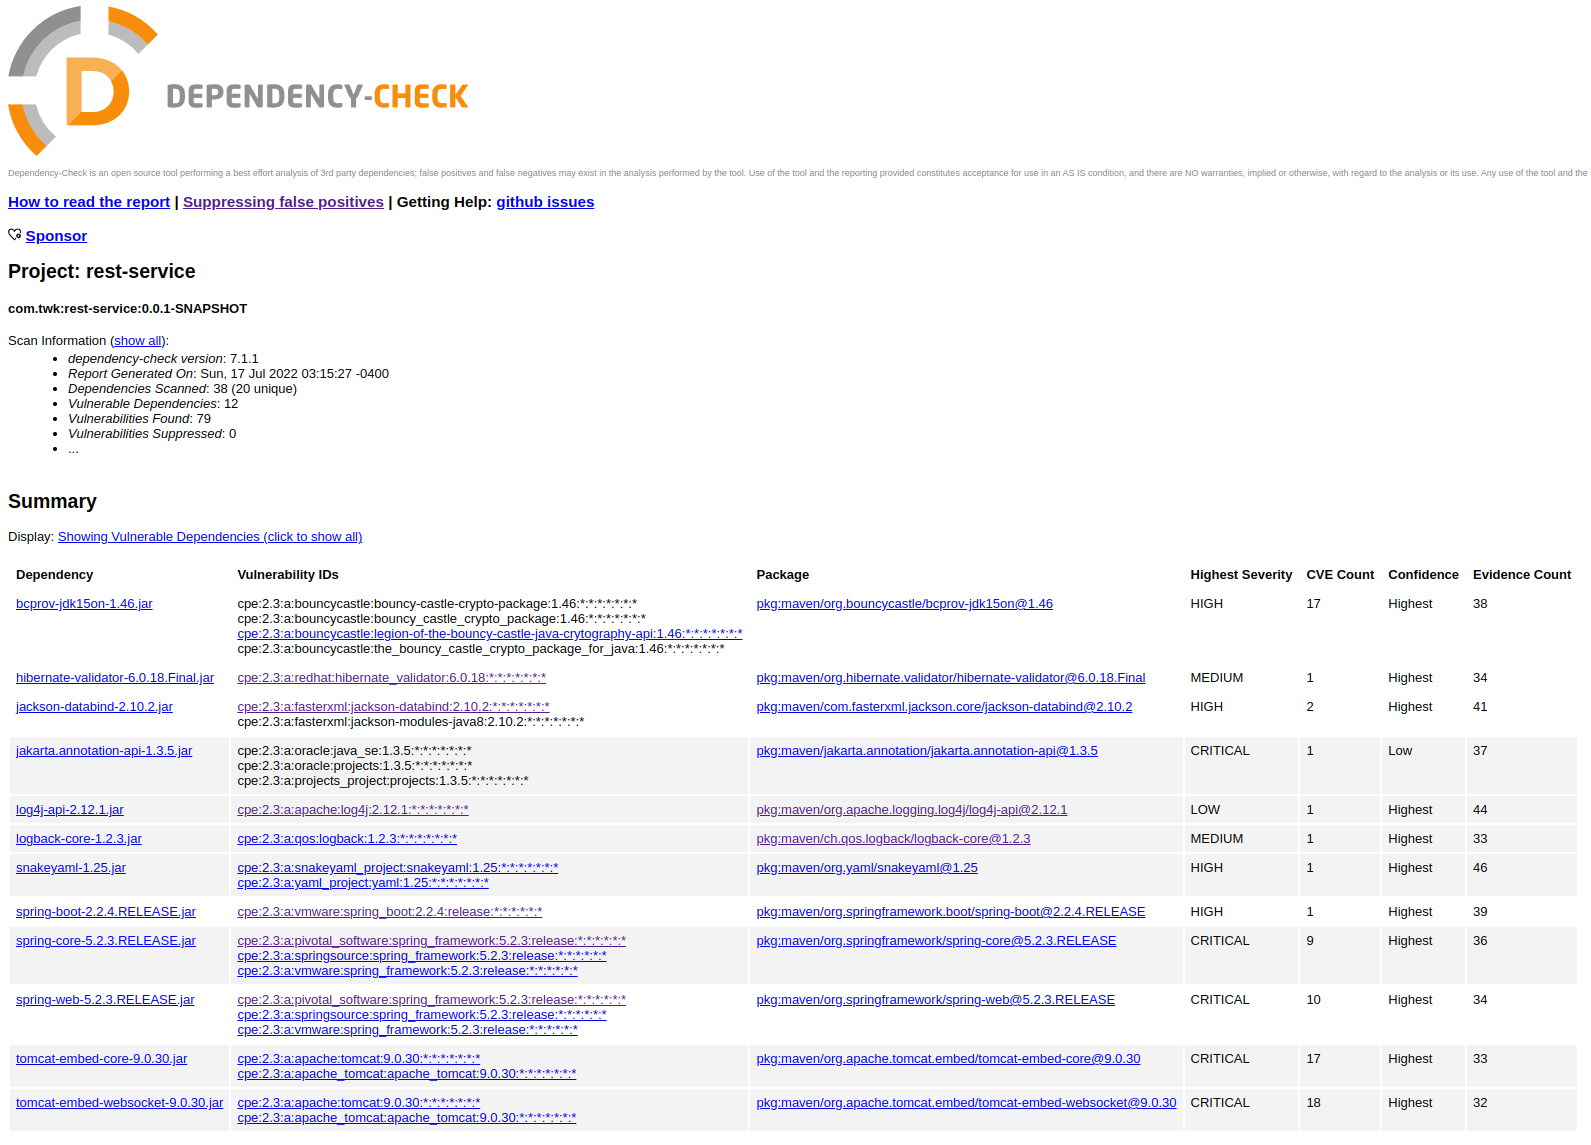 D DEPENDENCY-CHECK
Dependency-Check is an open source tool performing a best effort analysis of 3rd party dependencies; false positives and false negatives may exist in the analysis performed by the tool. Use of the tool and the reporting provided constitutes acceptance for use in an AS IS condition, and there are NO warranties, implied or otherwise, with regard to the analysis or its use. Any use of the tool and the
How to read the report | Suppressing false positives | Getting Help: github issues
Sponsor
Project: rest-service
com.twk:rest-service:0.0.1-SNAPSHOT
Scan Information (show all):
• dependency-check version: 7.1.1
• Report Generated On: Sun, 17 Jul 2022 03:15:27 -0400
• Dependencies Scanned: 38 (20 unique)
• Vulnerable Dependencies: 12
• Vulnerabilities Found: 79
• Vulnerabilities Suppressed: 0
• ...
Summary
Display: Showing Vulnerable Dependencies (click to show all)
Dependency Vulnerability IDs Package Highest Severity CVE Count Confidence Evidence Count
bcprov-jdk15on-1.46.jar cpe:2.3:a:bouncycastle:bouncy-castle-crypto-package:1.46:*:*:*:*:*:*:* pkg:maven/org.bouncycastle/bcprov-jdk15on@1.46 HIGH 17 Highest 38
cpe:2.3:a:bouncycastle:bouncy_castle_crypto_package:1.46:*:*:*:*:*:*:*
cpe:2.3:a:bouncycastle:legion-of-the-bouncy-castle-java-crytography-api:1.46:*:*:*:*:*:*:*
cpe:2.3:a:bouncycastle:the_bouncy_castle_crypto_package_for_java:1.46:*:*:*:*:*:*:*
hibernate-validator-6.0.18.Final.jar cpe:2.3:a:redhat:hibernate_validator:6.0.18:*:*:*:*:*:*:* pkg:maven/org.hibernate.validator/hibernate-validator@6.0.18.Final MEDIUM 1 Highest 34
jackson-databind-2.10.2.jar cpe:2.3:a:fasterxml:jackson-databind:2.10.2:*:*:*:*:*:*:* pkg:maven/com.fasterxml.jackson.core/jackson-databind@2.10.2 HIGH 2 Highest 41
cpe:2.3:a:fasterxml:jackson-modules-java8:2.10.2:*:*:*:*:*:*:*
jakarta.annotation-api-1.3.5.jar cpe:2.3:a:oracle:java_se:1.3.5:*:*:*:*:*:*:* pkg:maven/jakarta.annotation/jakarta.annotation-api@1.3.5 CRITICAL 1 Low 37
cpe:2.3:a:oracle:projects:1.3.5:*:*:*:*:*:*:*
cpe:2.3:a:projects_project:projects:1.3.5:*:*:*:*:*:*:*
log4j-api-2.12.1.jar cpe:2.3:a:apache:log4j:2.12.1:*:*:*:*:*:*:* pkg:maven/org.apache.logging.log4j/log4j-api@2.12.1 LOW 1 Highest 44
logback-core-1.2.3.jar cpe:2.3:a:qos:logback:1.2.3:*:*:*:*:*:*:* pkg:maven/ch.qos.logback/logback-core@1.2.3 MEDIUM 1 Highest 33
snakeyaml-1.25.jar cpe:2.3:a:snakeyaml_project:snakeyaml:1.25:*:*:*:*:*:*:* pkg:maven/org.yaml/snakeyaml@1.25 HIGH 1 Highest 46
cpe:2.3:a:yaml_project:yaml:1.25:*:*:*:*:*:*:*
spring-boot-2.2.4.RELEASE.jar cpe:2.3:a:vmware:spring_boot:2.2.4:release:*:*:*:*:*:* pkg:maven/org.springframework.boot/spring-boot@2.2.4.RELEASE HIGH 1 Highest 39
spring-core-5.2.3.RELEASE.jar cpe:2.3:a:pivotal_software:spring_framework:5.2.3:release:*:*:*:*:*:* pkg:maven/org.springframework/spring-core@5.2.3.RELEASE CRITICAL 9 Highest 36
cpe:2.3:a:springsource:spring_framework:5.2.3:release:*:*:*:*:*:*
cpe:2.3:a:vmware:spring_framework:5.2.3:release:*:*:*:*:*:*
spring-web-5.2.3.RELEASE.jar cpe:2.3:a:pivotal_software:spring_framework:5.2.3:release:*:*:*:*:*:* pkg:maven/org.springframework/spring-web@5.2.3.RELEASE CRITICAL 10 Highest 34
cpe:2.3:a:springsource:spring_framework:5.2.3:release:*:*:*:*:*:*
cpe:2.3:a:vmware:spring_framework:5.2.3:release:*:*:*:*:*:*
tomcat-embed-core-9.0.30.jar cpe:2.3:a:apache:tomcat:9.0.30:*:*:*:*:*:*:* pkg:maven/org.apache.tomcat.embed/tomcat-embed-core@9.0.30 CRITICAL 17 Highest 33
cpe:2.3:a:apache_tomcat:apache_tomcat:9.0.30:*:*:*:*:*:*:*
tomcat-embed-websocket-9.0.30.jar cpe:2.3:a:apache:tomcat:9.0.30:*:*:*:*:*:*:* pkg:maven/org.apache.tomcat.embed/tomcat-embed-websocket@9.0.30 CRITICAL 18 Highest 32
cpe:2.3:a:apache_tomcat:apache_tomcat:9.0.30:*:*:*:*:*:*:*